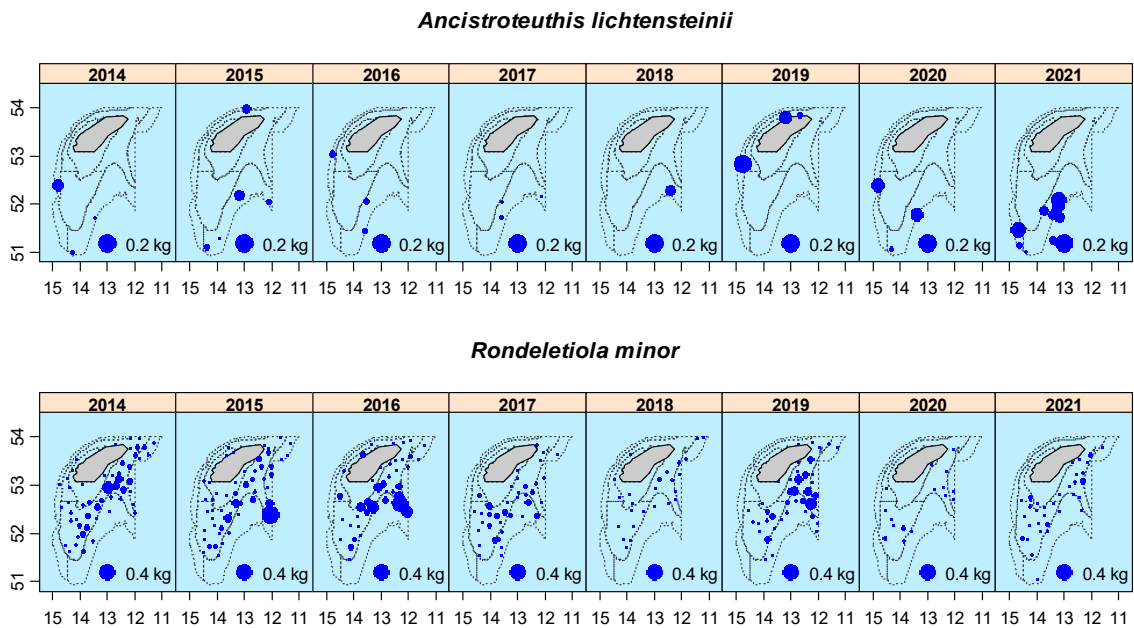 Ancistroteuthis lichtensteinii
2014 2015 2016 2017 2018 2019 2020 2021
54
53
52
51
0.2 kg 0.2 kg 0.2 kg 0.2 kg 0.2 kg 0.2 kg 0.2 kg 0.2 kg
15 14 13 12 11 15 14 13 12 11 15 14 13 12 11 15 14 13 12 11 15 14 13 12 11 15 14 13 12 11 15 14 13 12 11 15 14 13 12 11
Rondeletiola minor
2014 2015 2016 2017 2018 2019 2020 2021
54
53
52
51
0.4 kg 0.4 kg 0.4 kg 0.4 kg 0.4 kg 0.4 kg 0.4 kg 0.4 kg
15 14 13 12 11 15 14 13 12 11 15 14 13 12 11 15 14 13 12 11 15 14 13 12 11 15 14 13 12 11 15 14 13 12 11 15 14 13 12 11